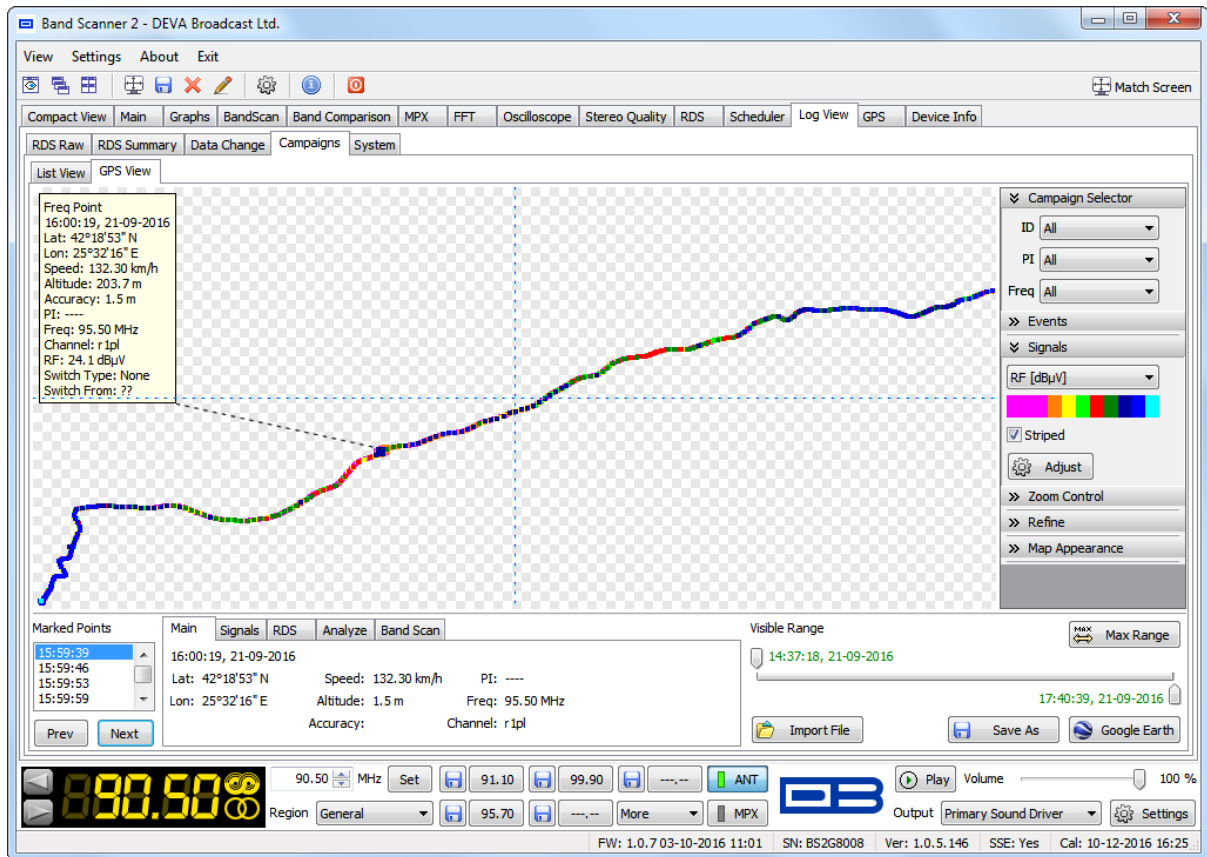 Band Scanner 2 - DEVA Broadcast Ltd.
View Settings About Exit
Match Screen
Compact View Main Graphs BandScan Band Comparison MPX FFT Oscilloscope Stereo Quality RDS Scheduler Log View GPS Device Info
RDS Raw RDS Summary Data Change Campaigns System
List View GPS View
Freq Point
16:00:19, 21-09-2016
Lat: 42°18'53" N
Lon: 25°32'16" E
Speed: 132.30 km/h
Altitude: 203.7 m
Accuracy: 1.5 m
PI: ----
Freq: 95.50 MHz
Channel: r1pl
RF: 24.1 dBµV
Switch Type: None
Switch From: ??
Campaign Selector
ID All
PI All
Freq All
Events
Signals
RF [dBµV]
Striped
Adjust
Zoom Control
Refine
Map Appearance
Marked Points
15:59:39
15:59:46
15:59:53
15:59:59
Prev Next
Main Signals RDS Analyze Band Scan
16:00:19, 21-09-2016
Lat: 42°18'53" N Speed: 132.30 km/h PI: ----
Lon: 25°32'16" E Altitude: 1.5 m Freq: 95.50 MHz
Accuracy: Channel: r1pl
Visible Range
MAX Max Range
14:37:18, 21-09-2016
17:40:39, 21-09-2016
Import File Save As Google Earth
90.50
90.50 MHz Set 91.10 99.90 ---.-- ANT
Region General 95.70 ---.-- More MPX
DB
Play Volume 100 %
Output Primary Sound Driver Settings
FW: 1.0.7 03-10-2016 11:01 SN: BS2G8008 Ver: 1.0.5.146 SSE: Yes Cal: 10-12-2016 16:25